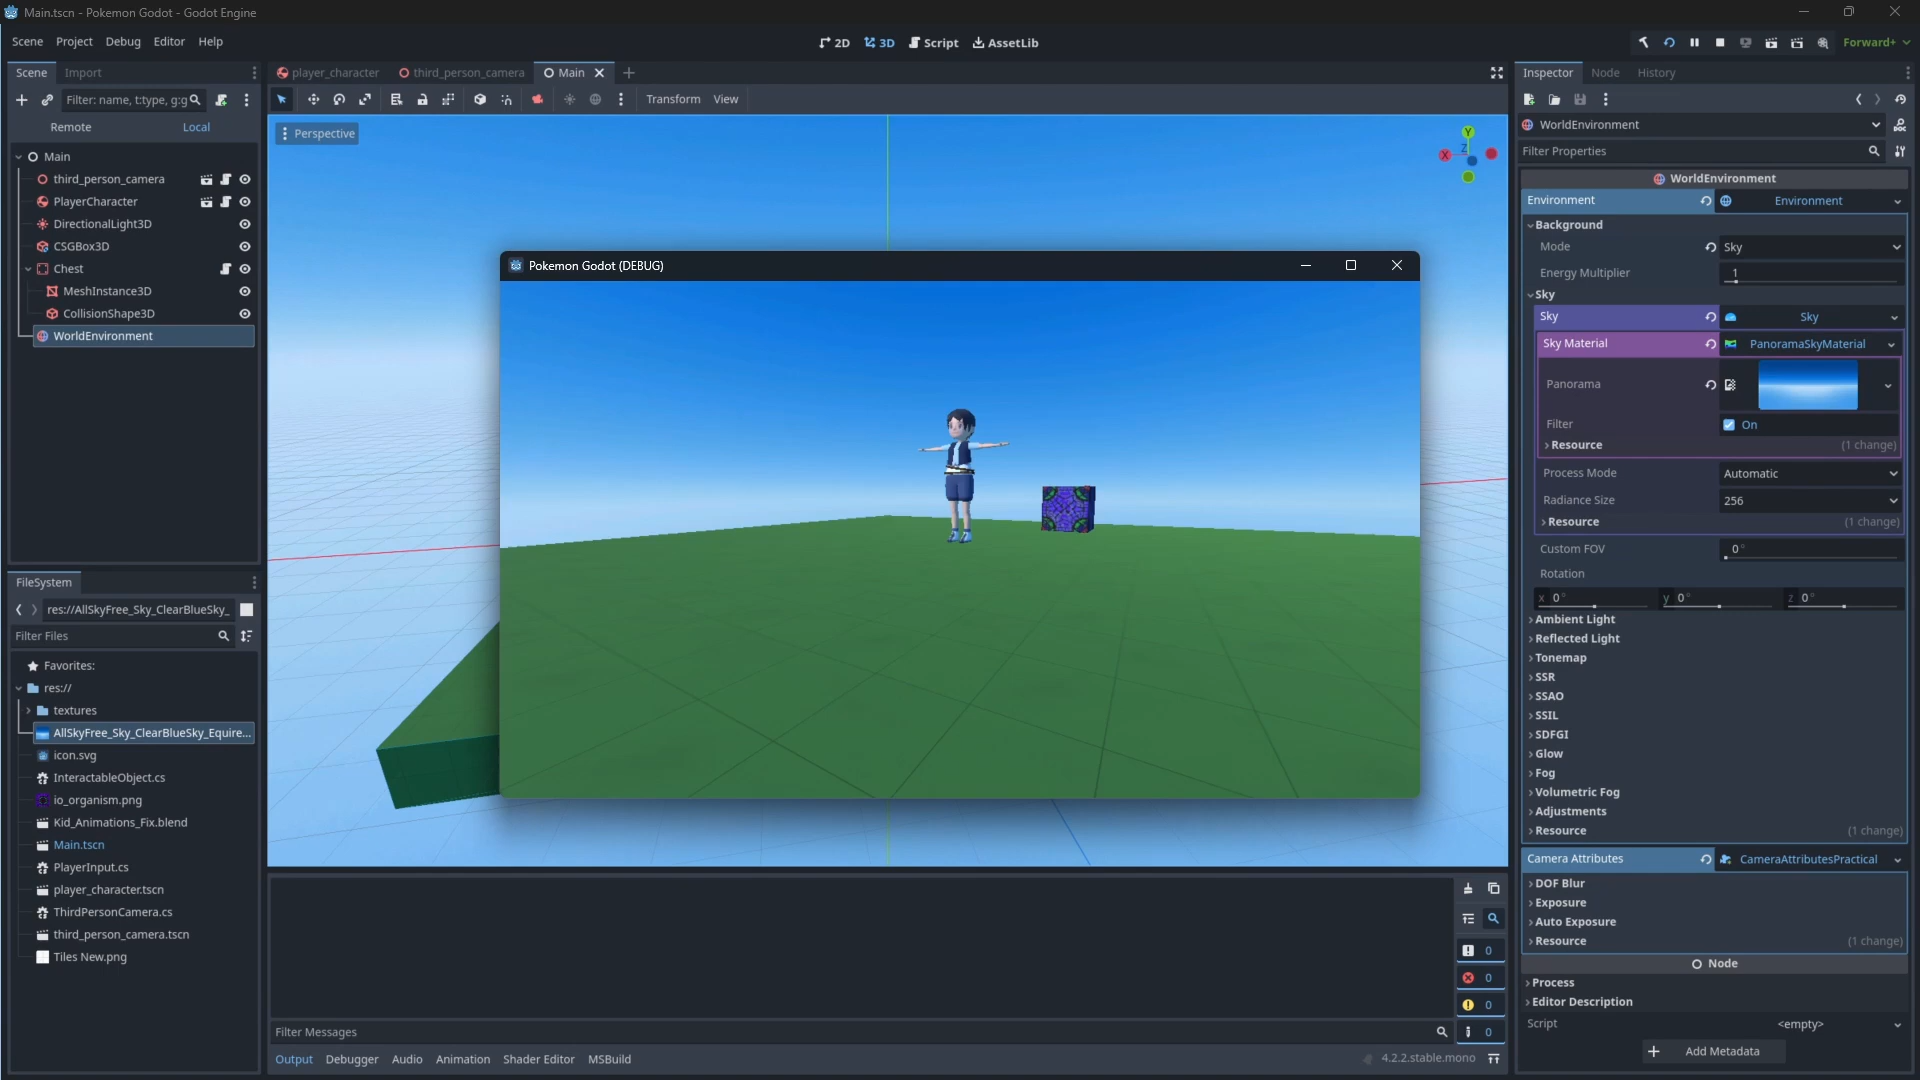 Main.tscn - Pokemon Godot - Godot Engine
Scene Project Debug Editor Help
2D 3D Script AssetLib
Forward+
Scene Import
Filter: name, t:type, g:g
Remote Local
Main
third_person_camera
PlayerCharacter
DirectionalLight3D
CSGBox3D
Chest
MeshInstance3D
CollisionShape3D
WorldEnvironment
FileSystem
res://AllSkyFree_Sky_ClearBlueSky_
Filter Files
Favorites:
res://
textures
AllSkyFree_Sky_ClearBlueSky_Equire...
icon.svg
InteractableObject.cs
io_organism.png
Kid_Animations_Fix.blend
Main.tscn
PlayerInput.cs
player_character.tscn
ThirdPersonCamera.cs
third_person_camera.tscn
Tiles New.png
player_character third_person_camera Main
Transform View
Perspective
Y
X
Z
Pokemon Godot (DEBUG)
0
0
0
Filter Messages
0
Output Debugger Audio Animation Shader Editor MSBuild
4.2.2.stable.mono
Inspector Node History
WorldEnvironment
Filter Properties
WorldEnvironment
Environment Environment
Background
Mode Sky
Energy Multiplier 1
Sky
Sky Sky
Sky Material PanoramaSkyMaterial
Panorama
Filter On
Resource (1 change)
Process Mode Automatic
Radiance Size 256
Resource (1 change)
Custom FOV 0°
Rotation
x 0° y 0° z 0°
Ambient Light
Reflected Light
Tonemap
SSR
SSAO
SSIL
SDFGI
Glow
Fog
Volumetric Fog
Adjustments
Resource (1 change)
Camera Attributes CameraAttributesPractical
DOF Blur
Exposure
Auto Exposure
Resource (1 change)
Node
Process
Editor Description
Script <empty>
Add Metadata